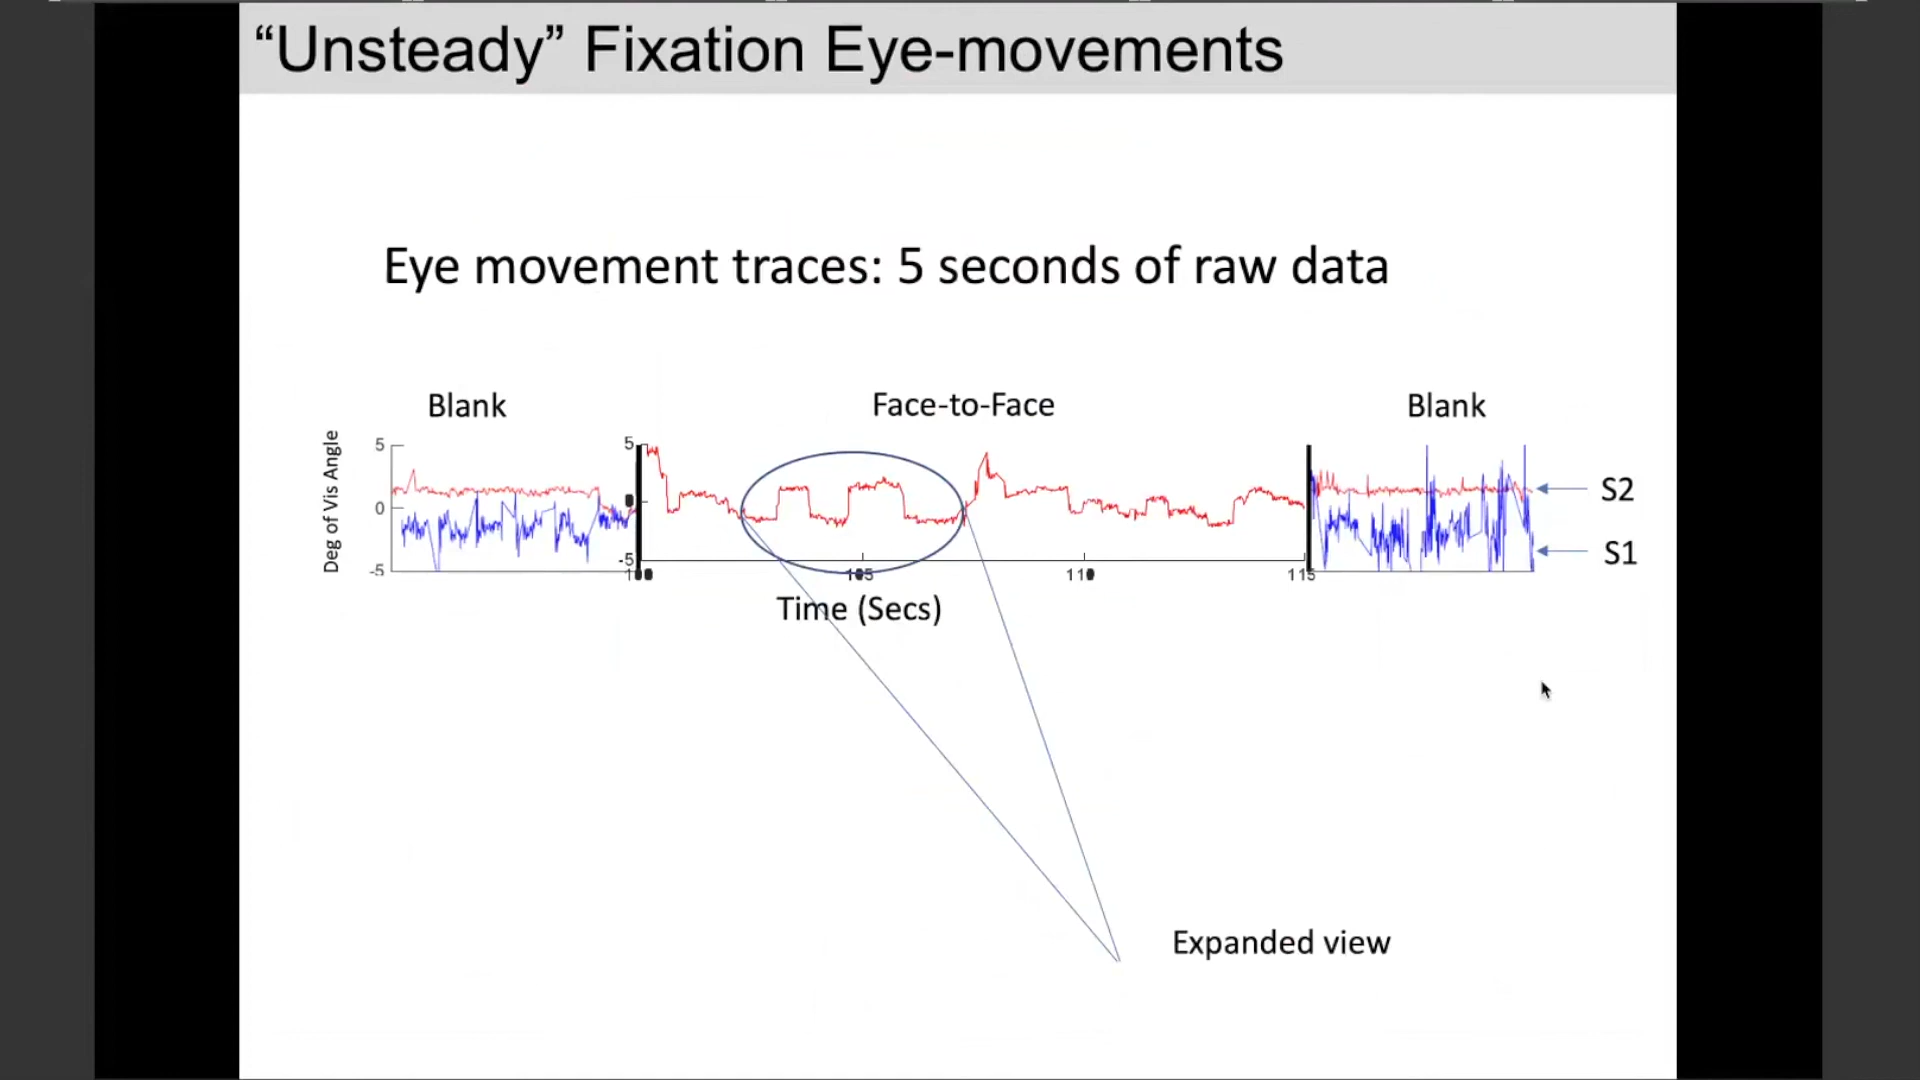 “Unsteady” Fixation Eye-movements
Eye movement traces: 5 seconds of raw data
Blank
Face-to-Face
Blank
Deg of Vis Angle
5
0
-5
5
0
-5
100
105
110
115
Time (Secs)
S2
S1
Expanded view